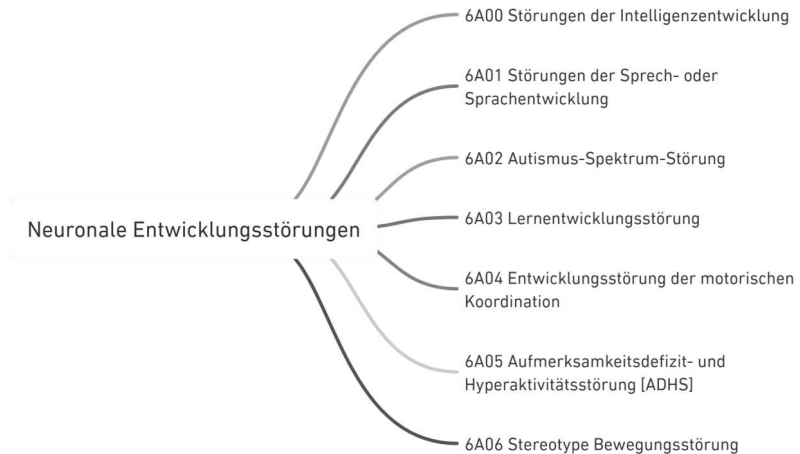 6A00 Störungen der Intelligenzentwicklung
6A01 Störungen der Sprech- oder
Sprachentwicklung
6A02 Autismus-Spektrum-Störung
6A03 Lernentwicklungsstörung
Neuronale Entwicklungsstörungen
6A04 Entwicklungsstörung der motorischen
Koordination
6A05 Aufmerksamkeitsdefizit- und
Hyperaktivitätsstörung [ADHS]
6A06 Stereotype Bewegungsstörung